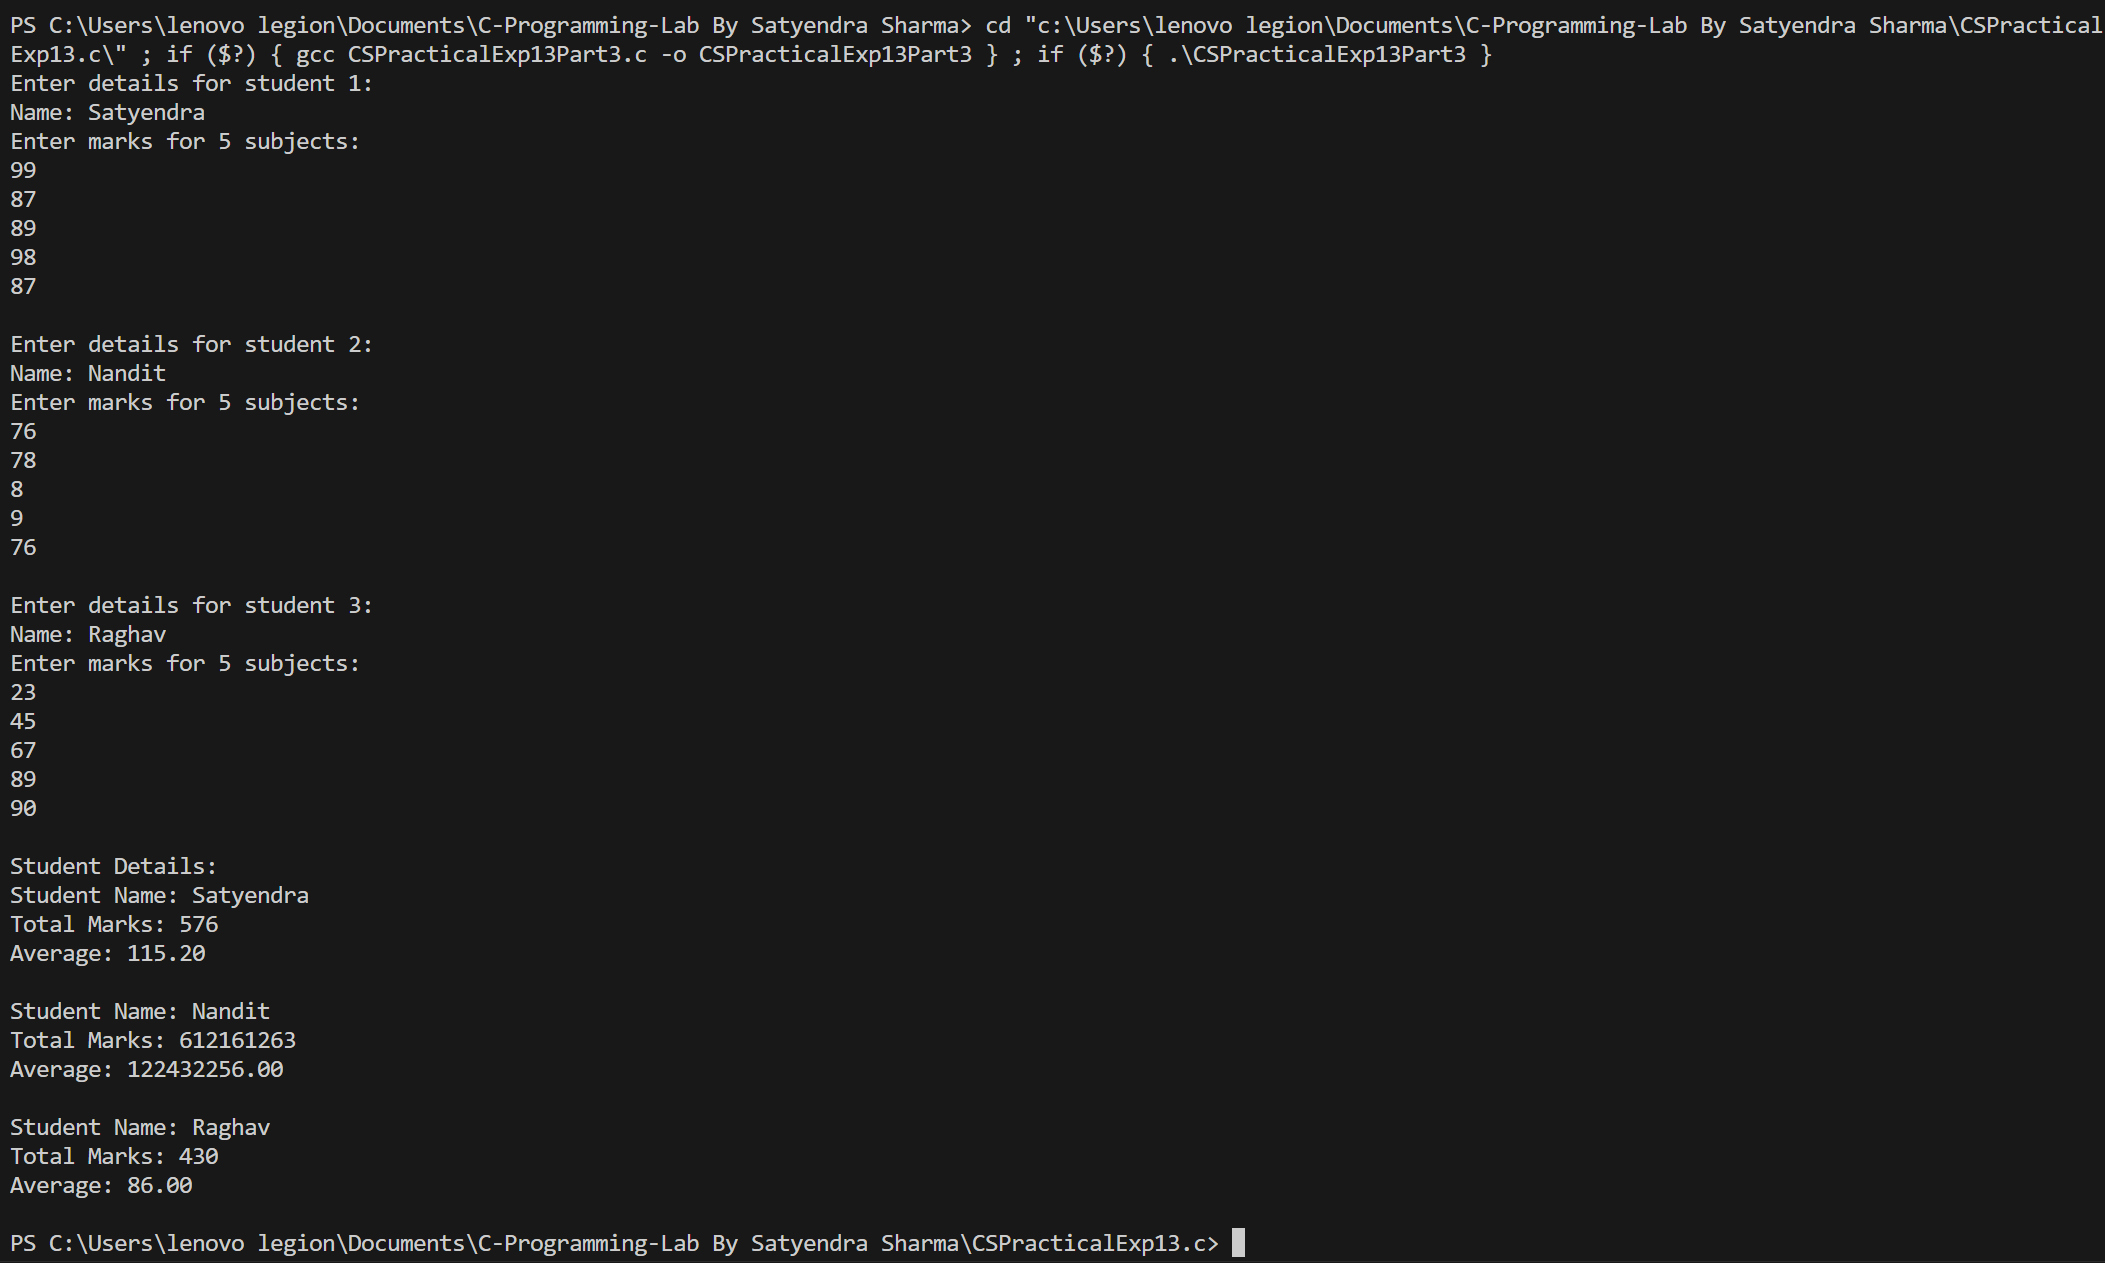 PS C:\Users\lenovo legion\Documents\C-Programming-Lab By Satyendra Sharma> cd "c:\Users\lenovo legion\Documents\C-Programming-Lab By Satyendra Sharma\CSPractical
Exp13.c\" ; if ($?) { gcc CSPracticalExp13Part3.c -o CSPracticalExp13Part3 } ; if ($?) { .\CSPracticalExp13Part3 }
Enter details for student 1:
Name: Satyendra
Enter marks for 5 subjects:
99
87
89
98
87
Enter details for student 2:
Name: Nandit
Enter marks for 5 subjects:
76
78
8
9
76
Enter details for student 3:
Name: Raghav
Enter marks for 5 subjects:
23
45
67
89
90
Student Details:
Student Name: Satyendra
Total Marks: 576
Average: 115.20
Student Name: Nandit
Total Marks: 612161263
Average: 122432256.00
Student Name: Raghav
Total Marks: 430
Average: 86.00
PS C:\Users\lenovo legion\Documents\C-Programming-Lab By Satyendra Sharma\CSPracticalExp13.c>